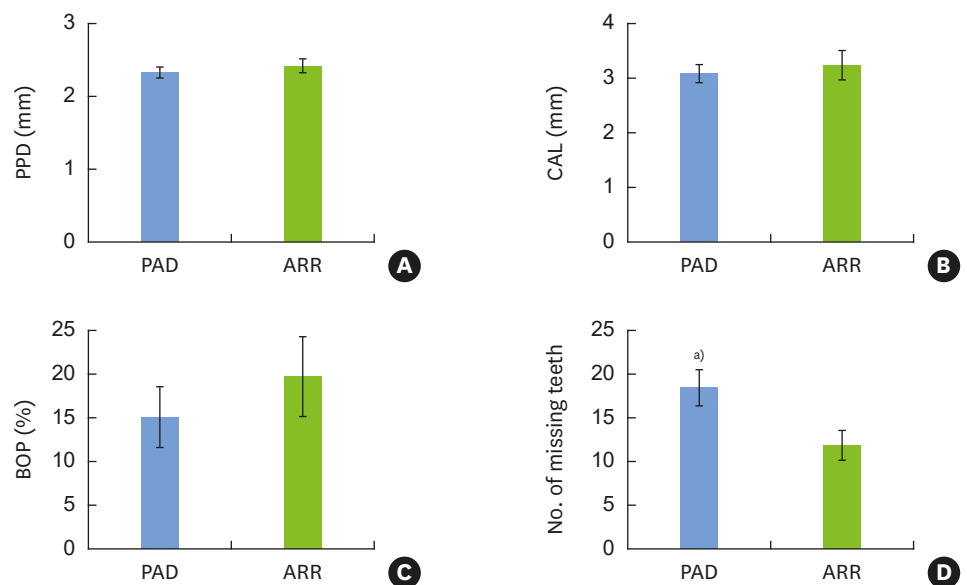 PPD (mm)
3
2
1
0
PAD
ARR
A
CAL (mm)
4
3
2
1
0
PAD
ARR
B
BOP (%)
25
20
15
10
5
0
PAD
ARR
C
No. of missing teeth
25
20
15
10
5
0
a)
PAD
ARR
D